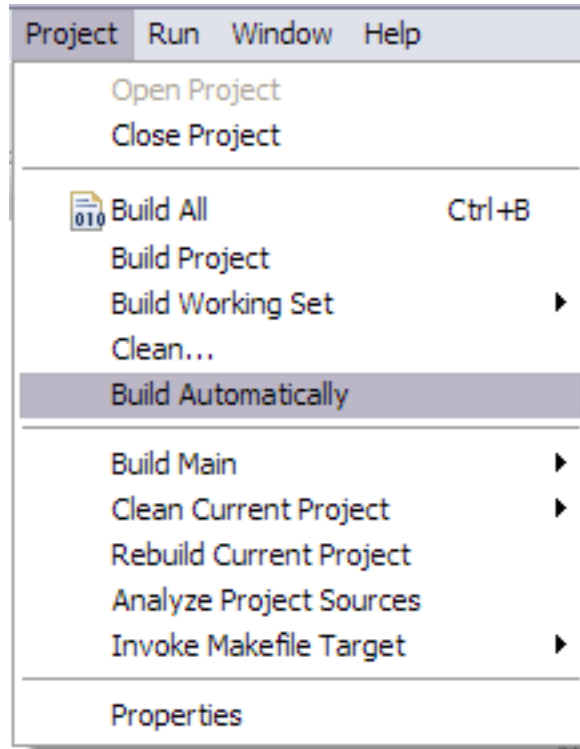 Project Run Window Help
Open Project
Close Project
010 Build All Ctrl+B
Build Project
Build Working Set
Clean...
Build Automatically
Build Main
Clean Current Project
Rebuild Current Project
Analyze Project Sources
Invoke Makefile Target
Properties